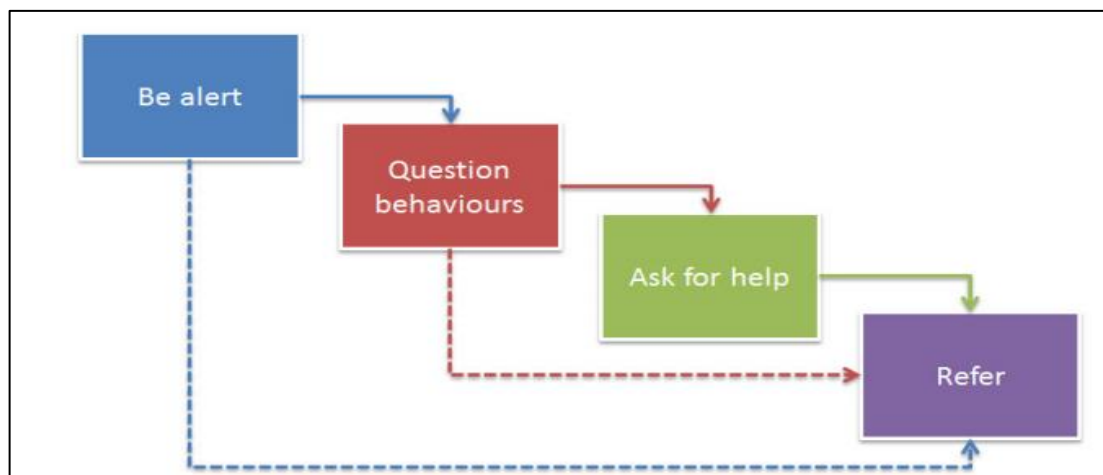 Be alert
Question
behaviours
Ask for help
Refer